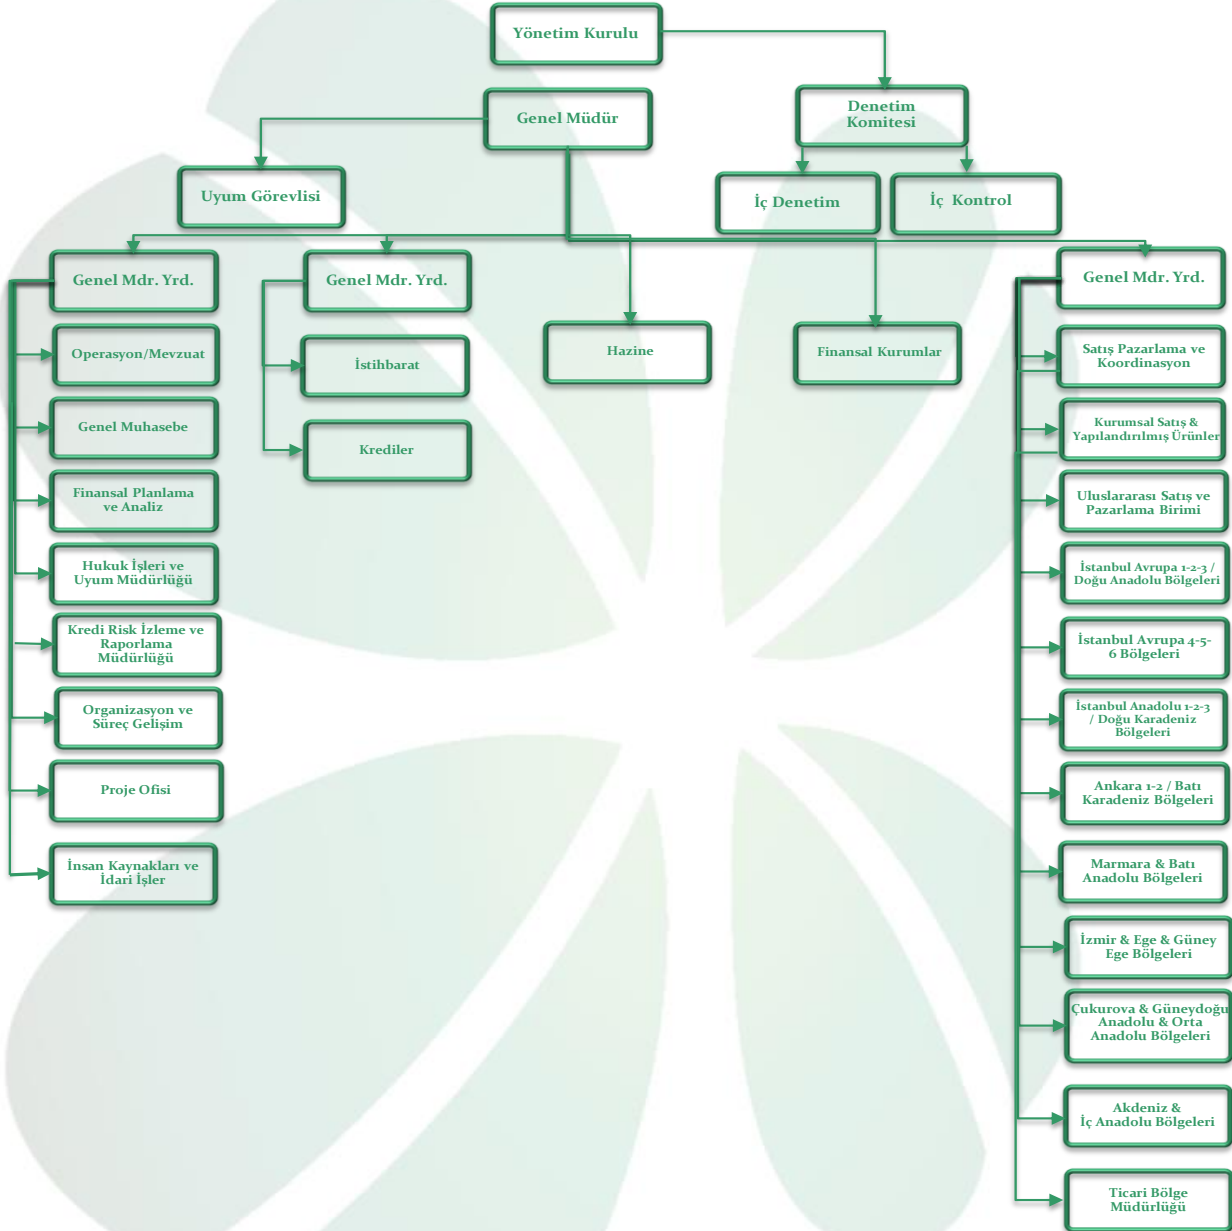 Yönetim Kurulu
Genel Müdür
Denetim
Komitesi
Uyum Görevlisi
İç Denetim
İç Kontrol
Genel Mdr. Yrd.
Operasyon/Mevzuat
Genel Muhasebe
Finansal Planlama
ve Analiz
Hukuk İşleri ve
Uyum Müdürlüğü
Kredi Risk İzleme ve
Raporlama
Müdürlüğü
Organizasyon ve
Süreç Gelişim
Proje Ofisi
İnsan Kaynakları ve
İdari İşler
Genel Mdr. Yrd.
İstihbarat
Krediler
Hazine
Finansal Kurumlar
Genel Mdr. Yrd.
Satış Pazarlama ve
Koordinasyon
Kurumsal Satış &
Yapılandırılmış Ürünler
Uluslararası Satış ve
Pazarlama Birimi
İstanbul Avrupa 1-2-3 /
Doğu Anadolu Bölgeleri
İstanbul Avrupa 4-5-
6 Bölgeleri
İstanbul Anadolu 1-2-3
/ Doğu Karadeniz
Bölgeleri
Ankara 1-2 / Batı
Karadeniz Bölgeleri
Marmara & Batı
Anadolu Bölgeleri
İzmir & Ege & Güney
Ege Bölgeleri
Çukurova & Güneydoğu
Anadolu & Orta
Anadolu Bölgeleri
Akdeniz &
İç Anadolu Bölgeleri
Ticari Bölge
Müdürlüğü